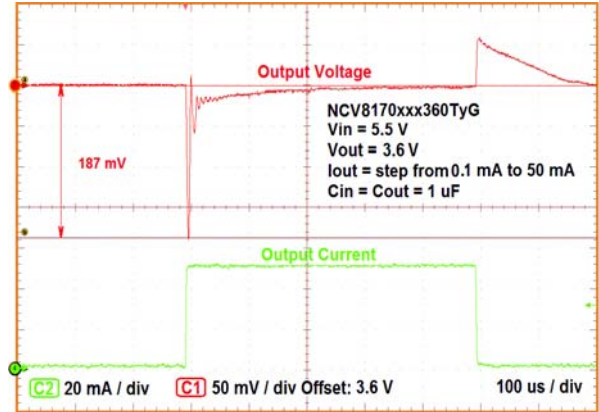 Output Voltage
NCV8170xxx360TyG
Vin = 5.5 V
Vout = 3.6 V
Iout = step from 0.1 mA to 50 mA
Cin = Cout = 1 uF
187 mV
Output Current
C2 20 mA / div C1 50 mV / div Offset: 3.6 V 100 us / div